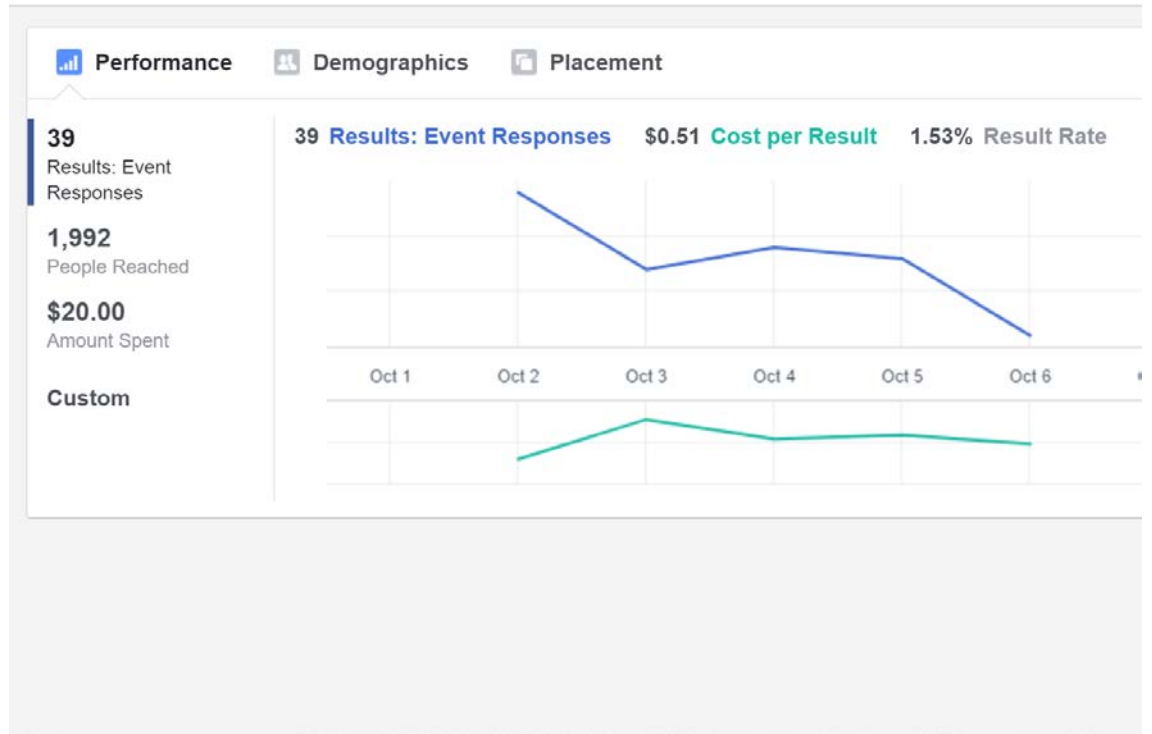 Performance Demographics Placement
39
Results: Event
Responses
1,992
People Reached
$20.00
Amount Spent
Custom
39 Results: Event Responses $0.51 Cost per Result 1.53% Result Rate
Oct 1 Oct 2 Oct 3 Oct 4 Oct 5 Oct 6